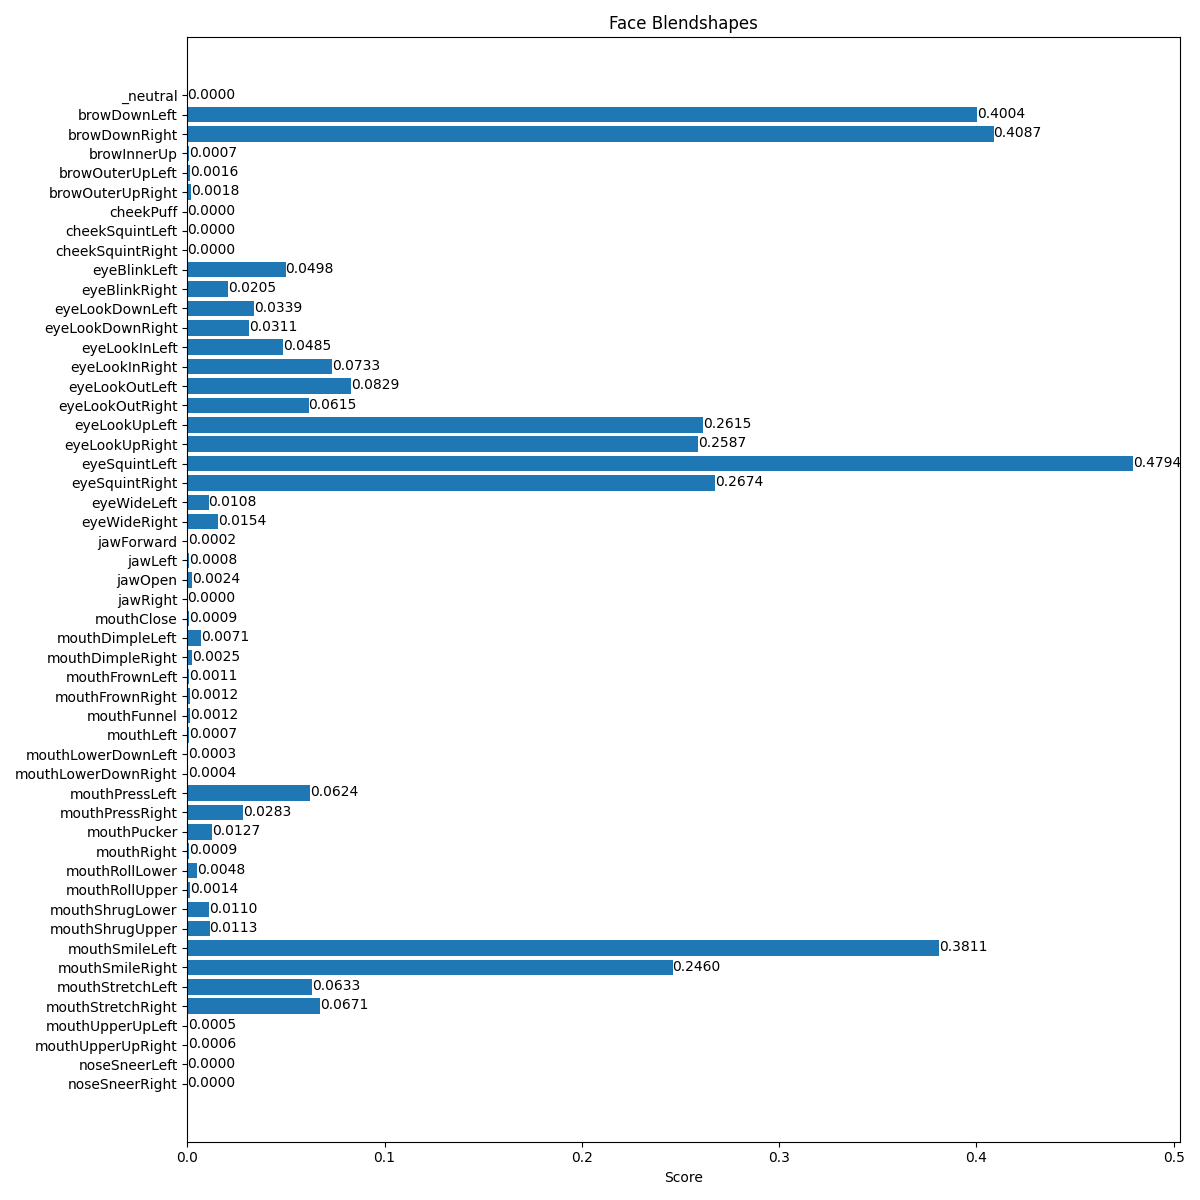 Face Blendshapes
_neutral 0.0000
browDownLeft 0.4004
browDownRight 0.4087
browInnerUp 0.0007
browOuterUpLeft 0.0016
browOuterUpRight 0.0018
cheekPuff 0.0000
cheekSquintLeft 0.0000
cheekSquintRight 0.0000
eyeBlinkLeft 0.0498
eyeBlinkRight 0.0205
eyeLookDownLeft 0.0339
eyeLookDownRight 0.0311
eyeLookInLeft 0.0485
eyeLookInRight 0.0733
eyeLookOutLeft 0.0829
eyeLookOutRight 0.0615
eyeLookUpLeft 0.2615
eyeLookUpRight 0.2587
eyeSquintLeft 0.4794
eyeSquintRight 0.2674
eyeWideLeft 0.0108
eyeWideRight 0.0154
jawForward 0.0002
jawLeft 0.0008
jawOpen 0.0024
jawRight 0.0000
mouthClose 0.0009
mouthDimpleLeft 0.0071
mouthDimpleRight 0.0025
mouthFrownLeft 0.0011
mouthFrownRight 0.0012
mouthFunnel 0.0012
mouthLeft 0.0007
mouthLowerDownLeft 0.0003
mouthLowerDownRight 0.0004
mouthPressLeft 0.0624
mouthPressRight 0.0283
mouthPucker 0.0127
mouthRight 0.0009
mouthRollLower 0.0048
mouthRollUpper 0.0014
mouthShrugLower 0.0110
mouthShrugUpper 0.0113
mouthSmileLeft 0.3811
mouthSmileRight 0.2460
mouthStretchLeft 0.0633
mouthStretchRight 0.0671
mouthUpperUpLeft 0.0005
mouthUpperUpRight 0.0006
noseSneerLeft 0.0000
noseSneerRight 0.0000
0.0 0.1 0.2 0.3 0.4 0.5
Score